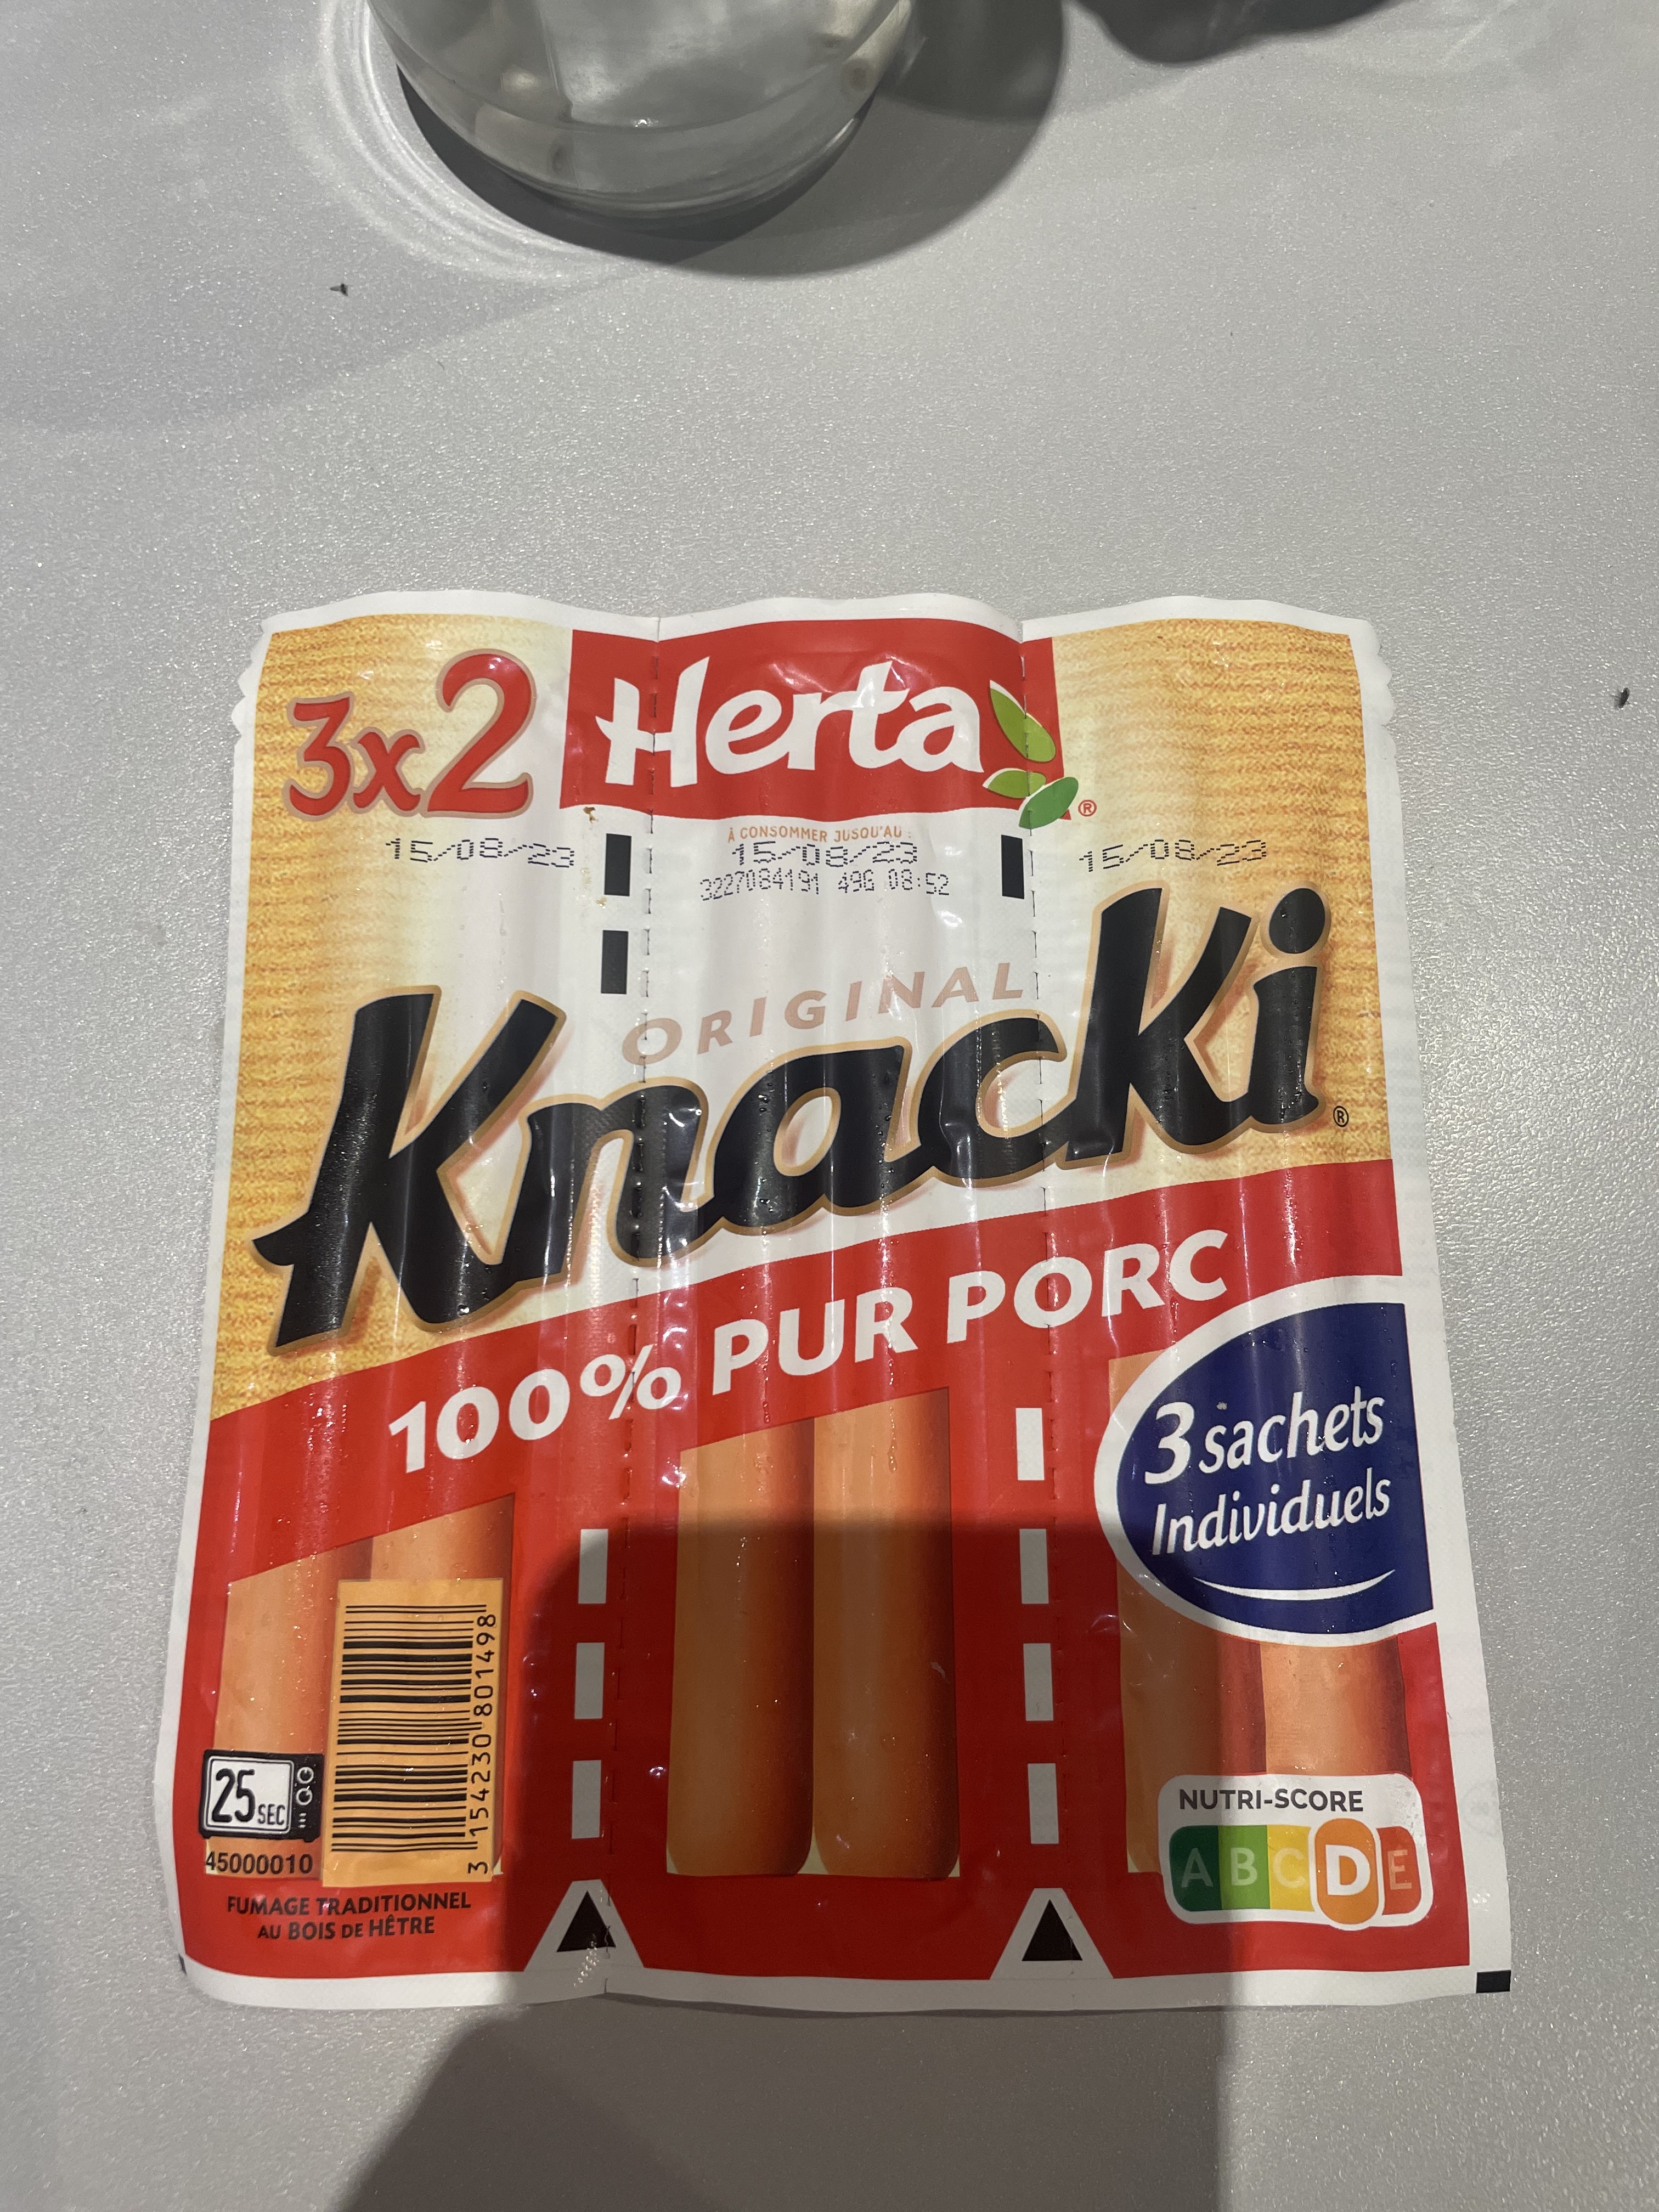 3x2
Herta
®
À CONSOMMER JUSQU'AU :
15/08/23 15/08/23 15/08/23
3227084191 49G 08:52
ORIGINAL
Knacki
®
100% PUR PORC
3 sachets
Individuels
25 SEC
45000010
3 154230 801498
FUMAGE TRADITIONNEL
AU BOIS DE HÊTRE
NUTRI-SCORE
A B C D E